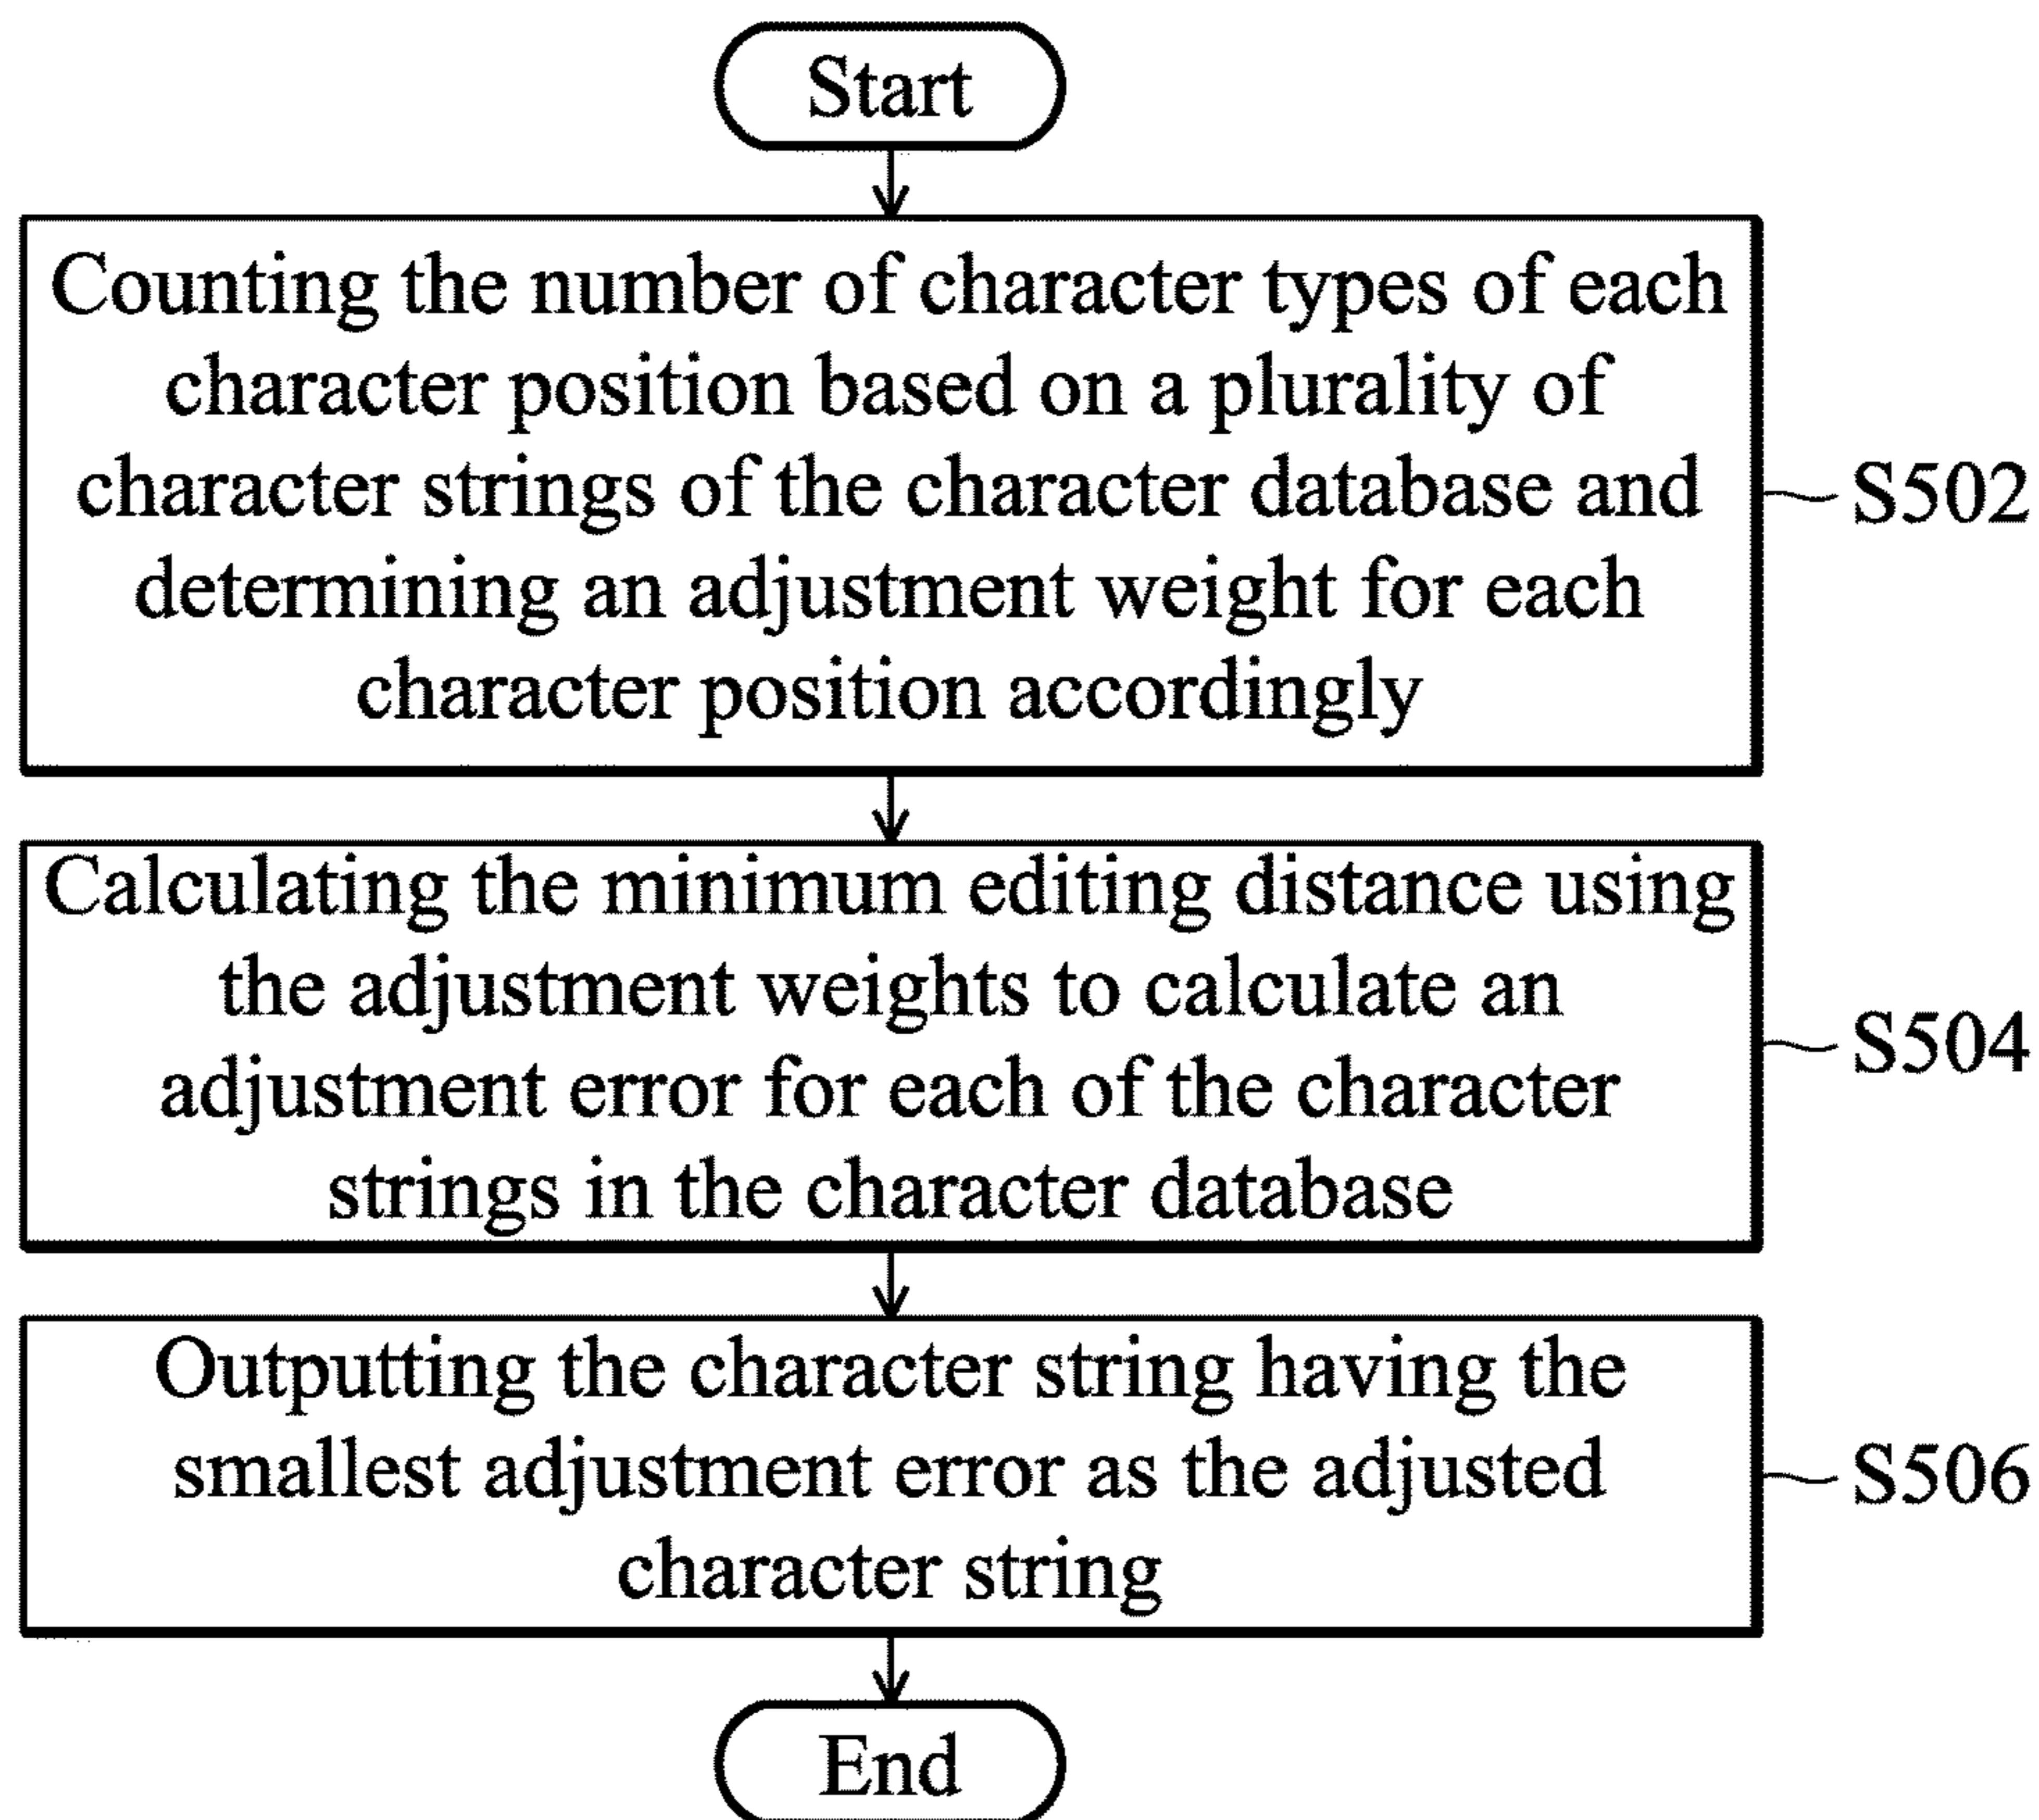 Start
Counting the number of character types of each
character position based on a plurality of
character strings of the character database and
determining an adjustment weight for each
character position accordingly
S502
Calculating the minimum editing distance using
the adjustment weights to calculate an
adjustment error for each of the character
strings in the character database
S504
Outputting the character string having the
smallest adjustment error as the adjusted
character string
S506
End